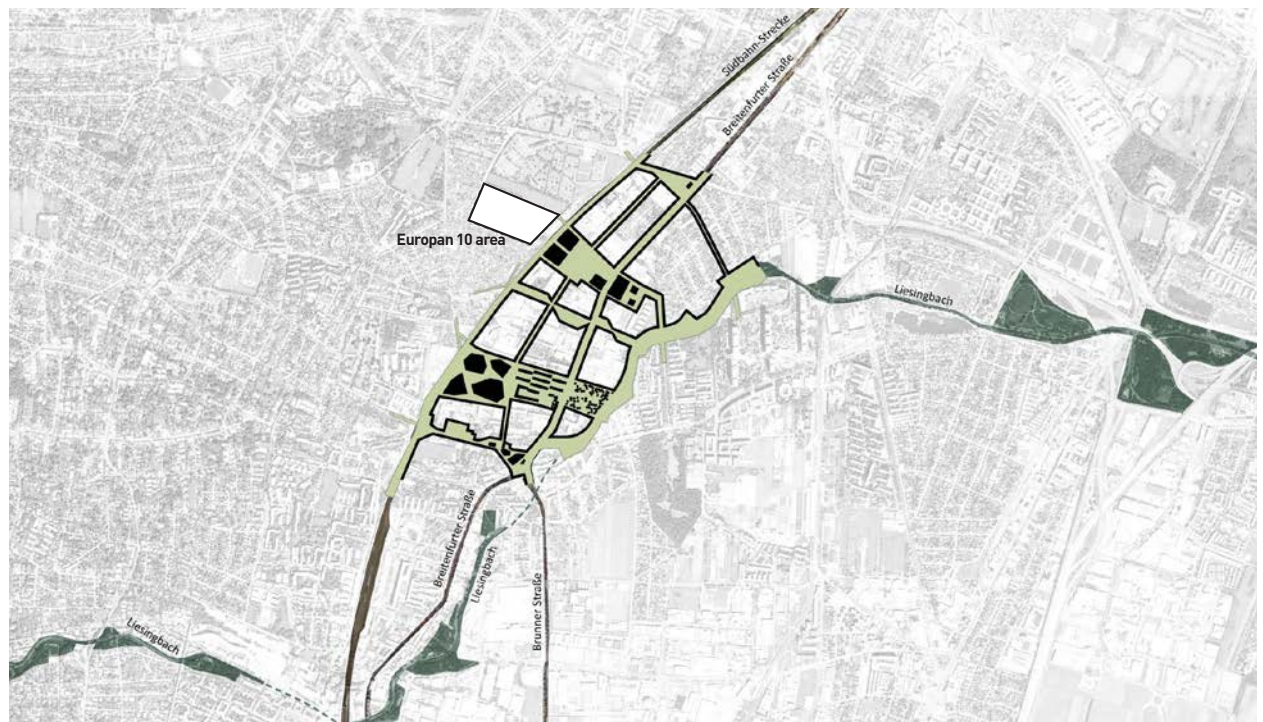 Südbahn-Strecke
Breitenfurter Straße
Europan 10 area
Liesingbach
Breitenfurter Straße
Liesingbach
Brunner Straße
Liesingbach